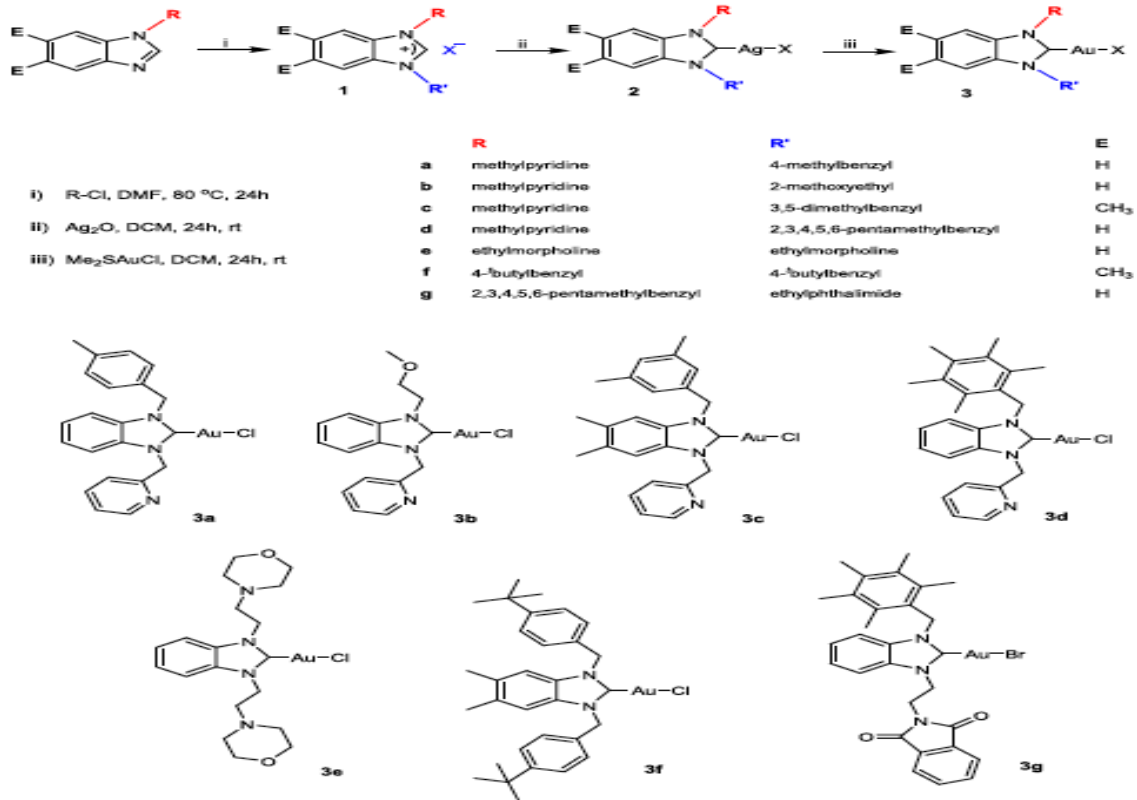 E E N N R i E E N N R R' X⁻ + 1 ii E E N N R R' Ag–X 2 iii E E N N R R' Au–X 3
R R' E
a methylpyridine 4-methylbenzyl H
b methylpyridine 2-methoxyethyl H
c methylpyridine 3,5-dimethylbenzyl CH₃
d methylpyridine 2,3,4,5,6-pentamethylbenzyl H
e ethylmorpholine ethylmorpholine H
f 4-ᵗbutylbenzyl 4-ᵗbutylbenzyl CH₃
g 2,3,4,5,6-pentamethylbenzyl ethylphthalimide H
i) R-Cl, DMF, 80 ºC, 24h
ii) Ag₂O, DCM, 24h, rt
iii) Me₂SAuCl, DCM, 24h, rt
N N Au–Cl N
3a
O N N Au–Cl N
3b
N N Au–Cl N
3c
N N Au–Cl N
3d
O N N N Au–Cl N O
3e
N N Au–Cl
3f
N N Au–Br N O O
3g